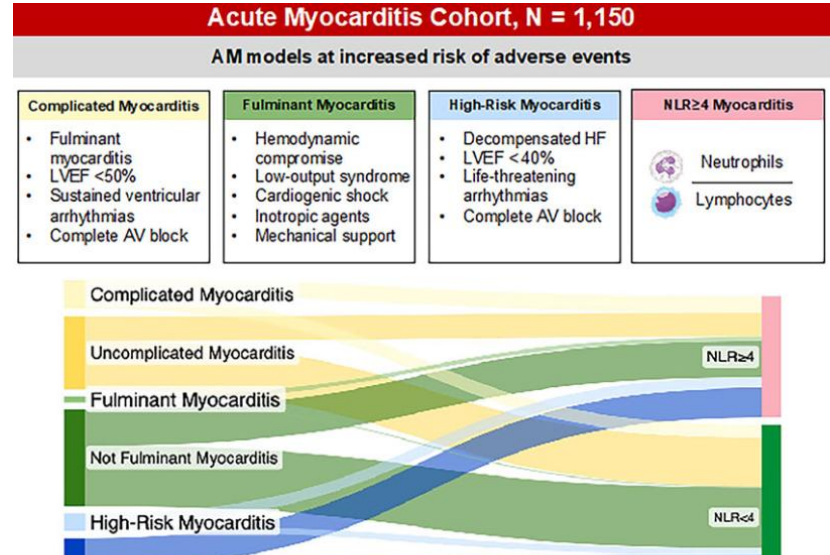 Acute Myocarditis Cohort, N = 1,150
AM models at increased risk of adverse events
Complicated Myocarditis
• Fulminant
myocarditis
• LVEF <50%
• Sustained ventricular
arrhythmias
• Complete AV block
Fulminant Myocarditis
• Hemodynamic
compromise
• Low-output syndrome
• Cardiogenic shock
• Inotropic agents
• Mechanical support
High-Risk Myocarditis
• Decompensated HF
• LVEF <40%
• Life-threatening
arrhythmias
• Complete AV block
NLR≥4 Myocarditis
Neutrophils
Lymphocytes
Complicated Myocarditis
Uncomplicated Myocarditis
Fulminant Myocarditis
Not Fulminant Myocarditis
High-Risk Myocarditis
NLR≥4
NLR<4